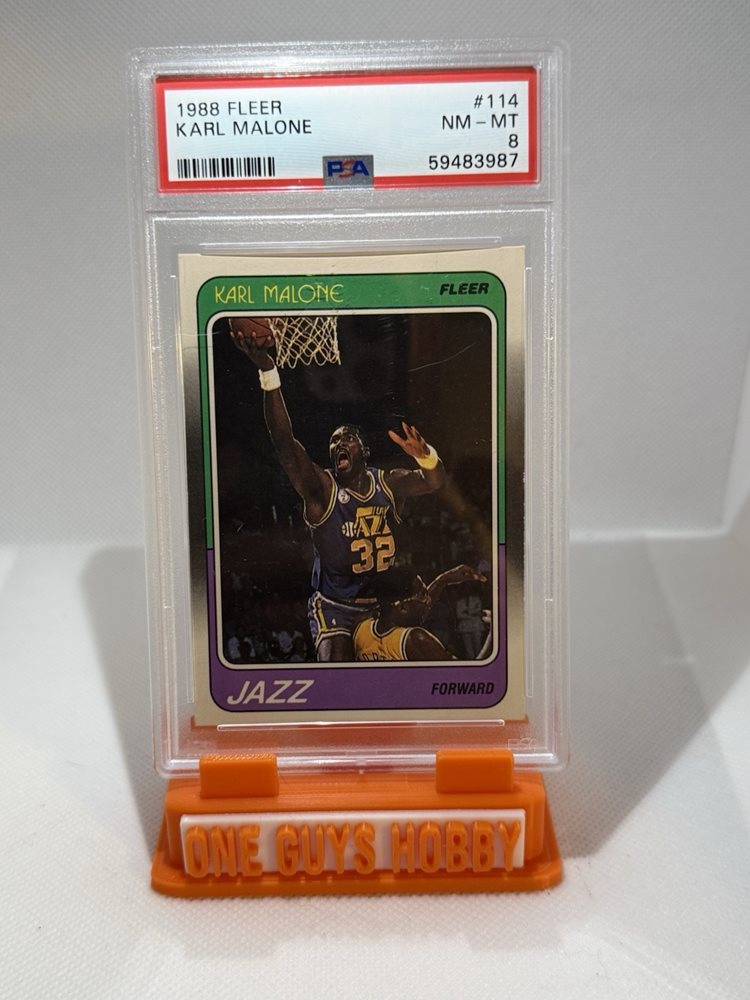 1988 FLEER #114
KARL MALONE NM - MT
8
PSA 59483987
KARL MALONE FLEER
JAZZ
32
JAZZ FORWARD
ONE GUYS HOBBY